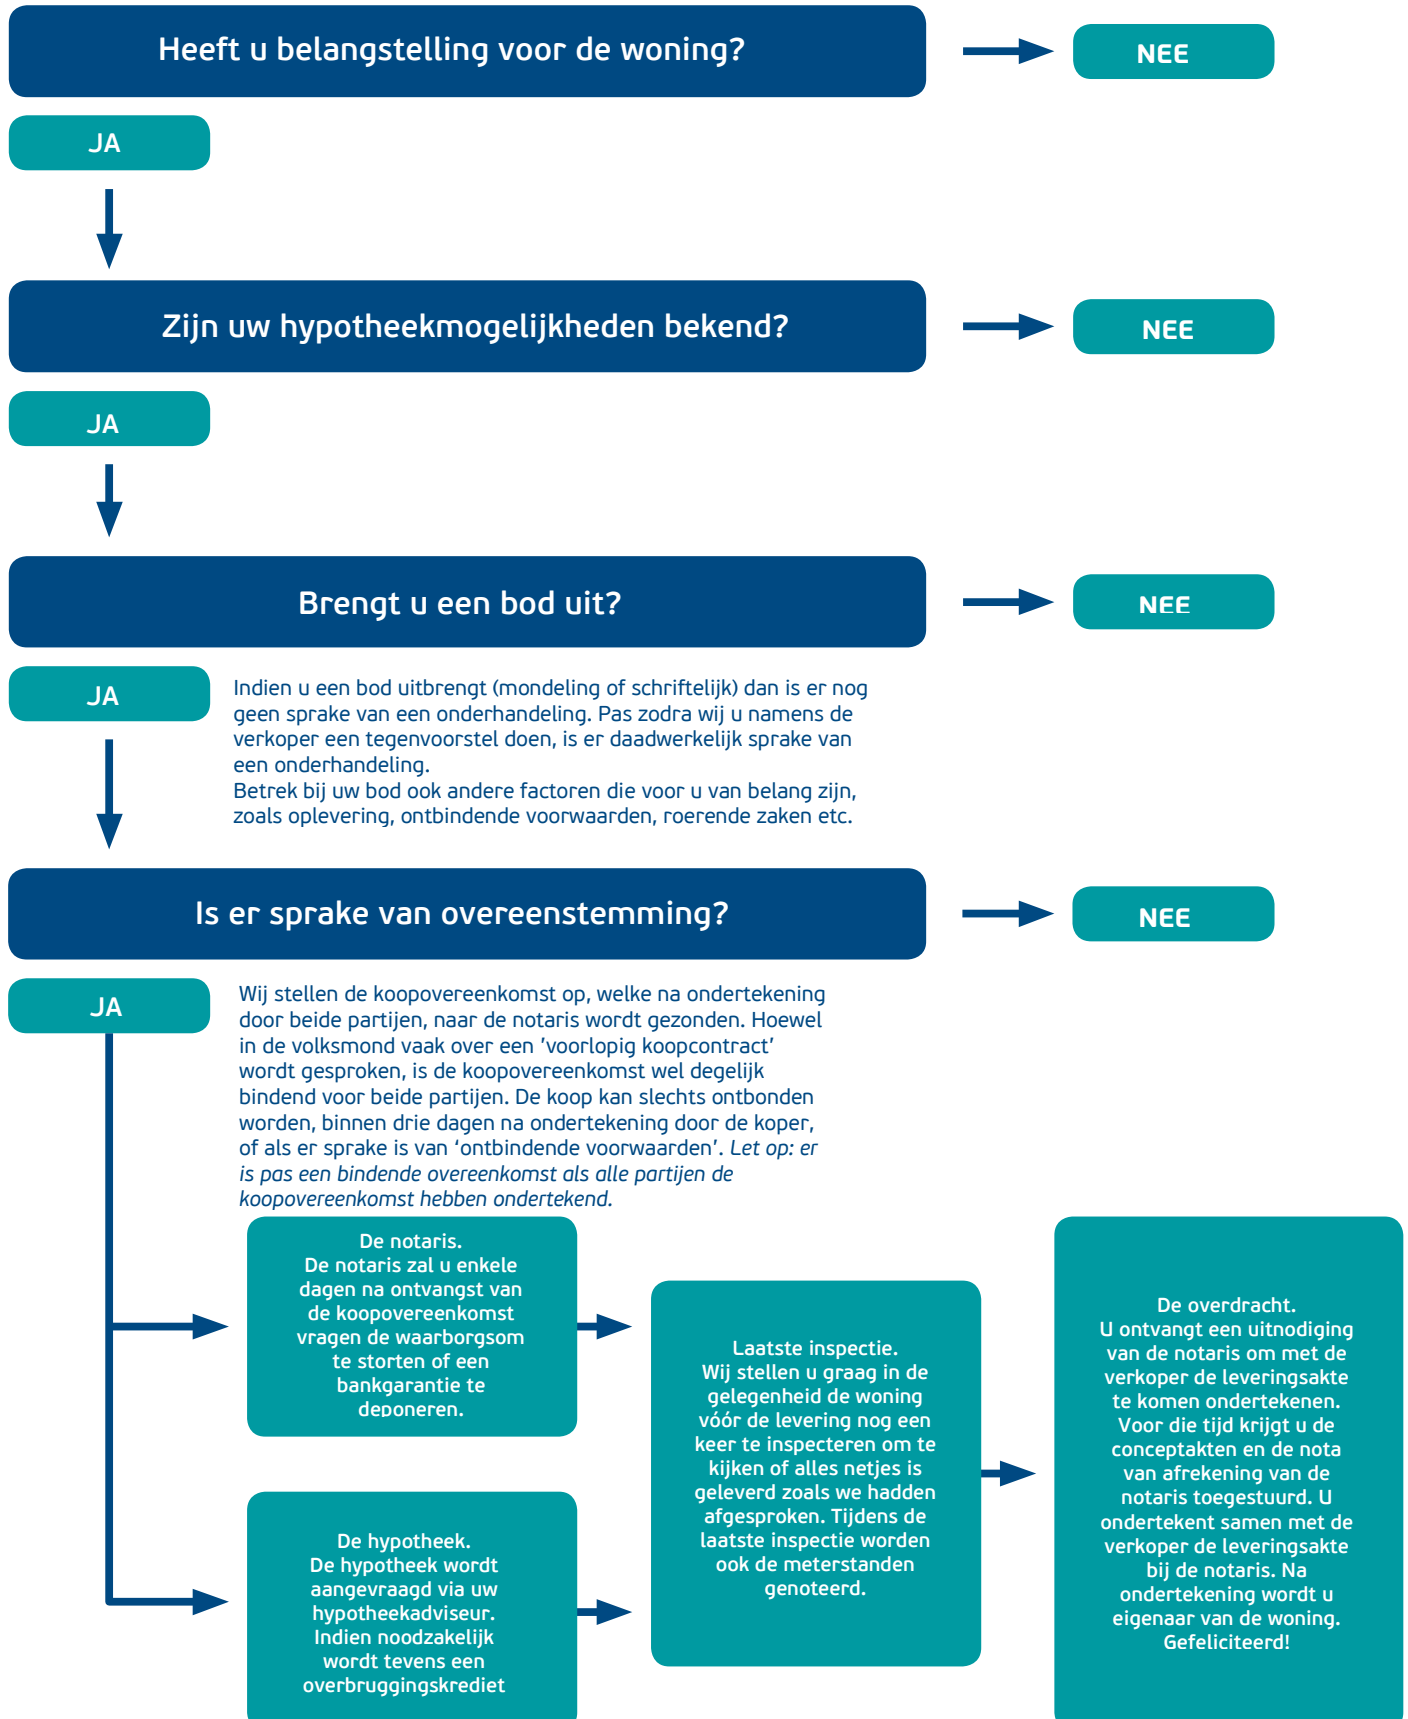 Heeft u belangstelling voor de woning?
NEE
JA
Zijn uw hypotheekmogelijkheden bekend?
NEE
JA
Brengt u een bod uit?
NEE
JA
Indien u een bod uitbrengt (mondeling of schriftelijk) dan is er nog
geen sprake van een onderhandeling. Pas zodra wij u namens de
verkoper een tegenvoorstel doen, is er daadwerkelijk sprake van
een onderhandeling.
Betrek bij uw bod ook andere factoren die voor u van belang zijn,
zoals oplevering, ontbindende voorwaarden, roerende zaken etc.
Is er sprake van overeenstemming?
NEE
JA
Wij stellen de koopovereenkomst op, welke na ondertekening
door beide partijen, naar de notaris wordt gezonden. Hoewel
in de volksmond vaak over een 'voorlopig koopcontract'
wordt gesproken, is de koopovereenkomst wel degelijk
bindend voor beide partijen. De koop kan slechts ontbonden
worden, binnen drie dagen na ondertekening door de koper,
of als er sprake is van ‘ontbindende voorwaarden’. Let op: er
is pas een bindende overeenkomst als alle partijen de
koopovereenkomst hebben ondertekend.
De notaris.
De notaris zal u enkele
dagen na ontvangst van
de koopovereenkomst
vragen de waarborgsom
te storten of een
bankgarantie te
deponeren.
De hypotheek.
De hypotheek wordt
aangevraagd via uw
hypotheekadviseur.
Indien noodzakelijk
wordt tevens een
overbruggingskrediet
Laatste inspectie.
Wij stellen u graag in de
gelegenheid de woning
vóór de levering nog een
keer te inspecteren om te
kijken of alles netjes is
geleverd zoals we hadden
afgesproken. Tijdens de
laatste inspectie worden
ook de meterstanden
genoteerd.
De overdracht.
U ontvangt een uitnodiging
van de notaris om met de
verkoper de leveringsakte
te komen ondertekenen.
Voor die tijd krijgt u de
conceptakten en de nota
van afrekening van de
notaris toegestuurd. U
ondertekent samen met de
verkoper de leveringsakte
bij de notaris. Na
ondertekening wordt u
eigenaar van de woning.
Gefeliciteerd!